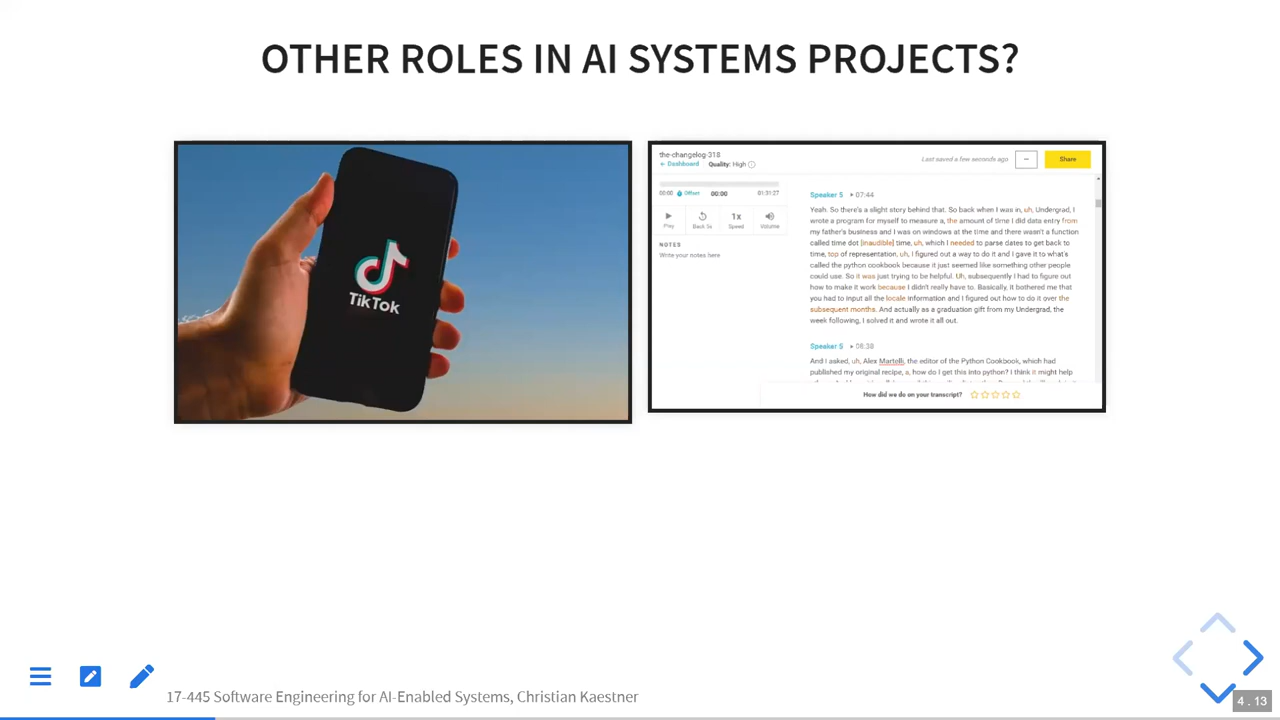 OTHER ROLES IN AI SYSTEMS PROJECTS?
TikTok
the-changelog-318
← Dashboard Quality: High
Last saved a few seconds ago
Share
00:00 Offset 00:00 01:31:27
Play Back 5s 1x Speed Volume
NOTES
Write your notes here
Speaker 5 07:44
Yeah. So there's a slight story behind that. So back when I was in, uh, Undergrad, I
wrote a program for myself to measure a, the amount of time I did data entry from
my father's business and I was on windows at the time and there wasn't a function
called time dot [inaudible] time, uh, which I needed to parse dates to get back to
time, top of representation, uh, I figured out a way to do it and I gave it to what's
called the python cookbook because it just seemed like something other people
could use. So it was just trying to be helpful. Uh, subsequently I had to figure out
how to make it work because I didn't really have to. Basically, it bothered me that
you had to input all the locale information and I figured out how to do it over the
subsequent months. And actually as a graduation gift from my Undergrad, the
week following, I solved it and wrote it all out.
Speaker 5 08:38
And I asked, uh, Alex Martelli, the editor of the Python Cookbook, which had
published my original recipe, a, how do I get this into python? I think it might help
How did we do on your transcript?
17-445 Software Engineering for AI-Enabled Systems, Christian Kaestner
4 . 13